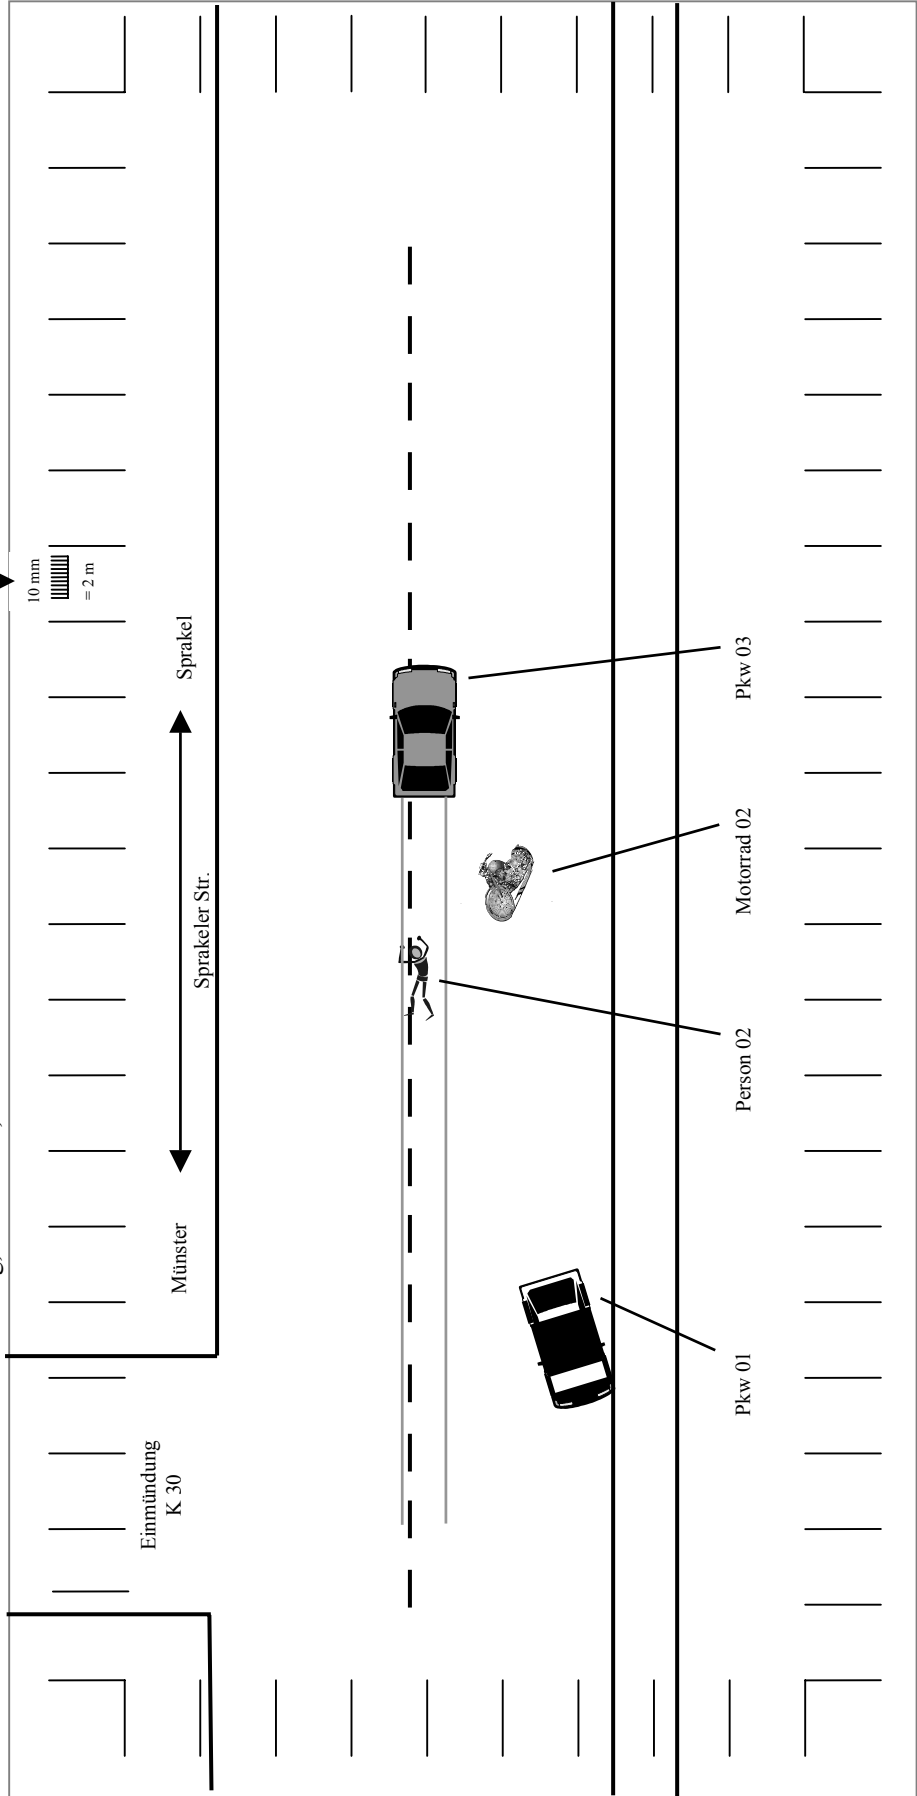 10 mm
= 2 m
Münster
Sprakel
Sprakeler Str.
Einmündung
K 30
Pkw 01
Person 02
Motorrad 02
Pkw 03